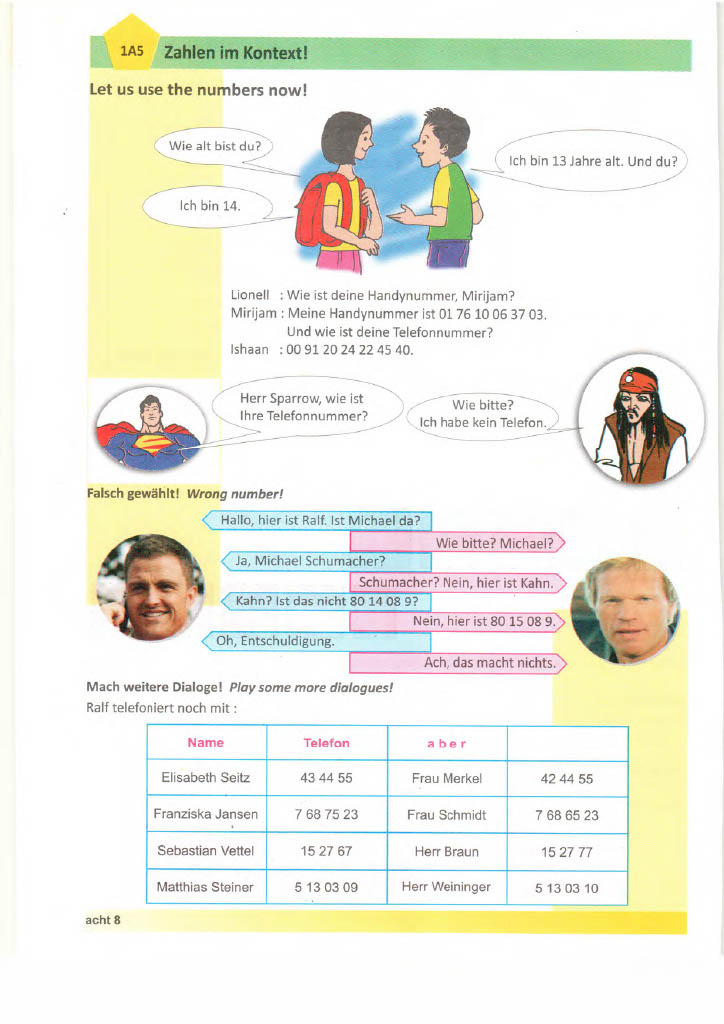 1A5 Zahlen im Kontext!
Let us use the numbers now!
Wie alt bist du?
Ich bin 13 Jahre alt. Und du?
Ich bin 14.
Lionell : Wie ist deine Handynummer, Mirijam?
Mirijam : Meine Handynummer ist 01 76 10 06 37 03.
Und wie ist deine Telefonnummer?
Ishaan : 00 91 20 24 22 45 40.
Herr Sparrow, wie ist
Ihre Telefonnummer?
Wie bitte?
Ich habe kein Telefon.
Falsch gewählt! Wrong number!
Hallo, hier ist Ralf. Ist Michael da?
Wie bitte? Michael?
Ja, Michael Schumacher?
Schumacher? Nein, hier ist Kahn.
Kahn? Ist das nicht 80 14 08 9?
Nein, hier ist 80 15 08 9.
Oh, Entschuldigung.
Ach, das macht nichts.
Mach weitere Dialoge! Play some more dialogues!
Ralf telefoniert noch mit :
Name Telefon a b e r
Elisabeth Seitz 43 44 55 Frau Merkel 42 44 55
Franziska Jansen 7 68 75 23 Frau Schmidt 7 68 65 23
Sebastian Vettel 15 27 67 Herr Braun 15 27 77
Matthias Steiner 5 13 03 09 Herr Weininger 5 13 03 10
acht 8